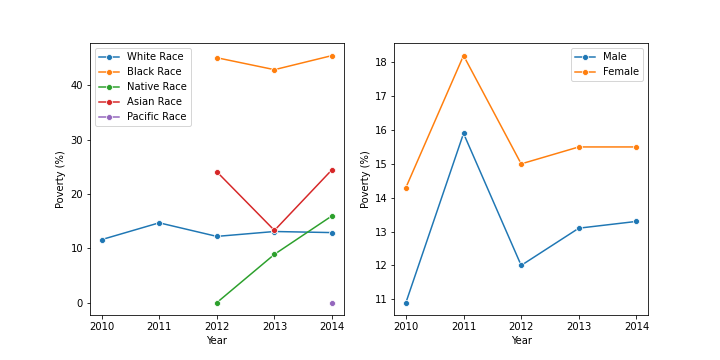 White Race
Black Race
Native Race
Asian Race
Pacific Race
Poverty (%)
40
30
20
10
0
2010 2011 2012 2013 2014
Year
Male
Female
Poverty (%)
18
17
16
15
14
13
12
11
2010 2011 2012 2013 2014
Year